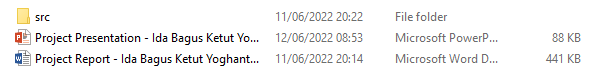 src 11/06/2022 20:22 File folder
Project Presentation - Ida Bagus Ketut Yo... 12/06/2022 08:53 Microsoft PowerP... 88 KB
Project Report - Ida Bagus Ketut Yoghant... 11/06/2022 20:14 Microsoft Word D... 441 KB